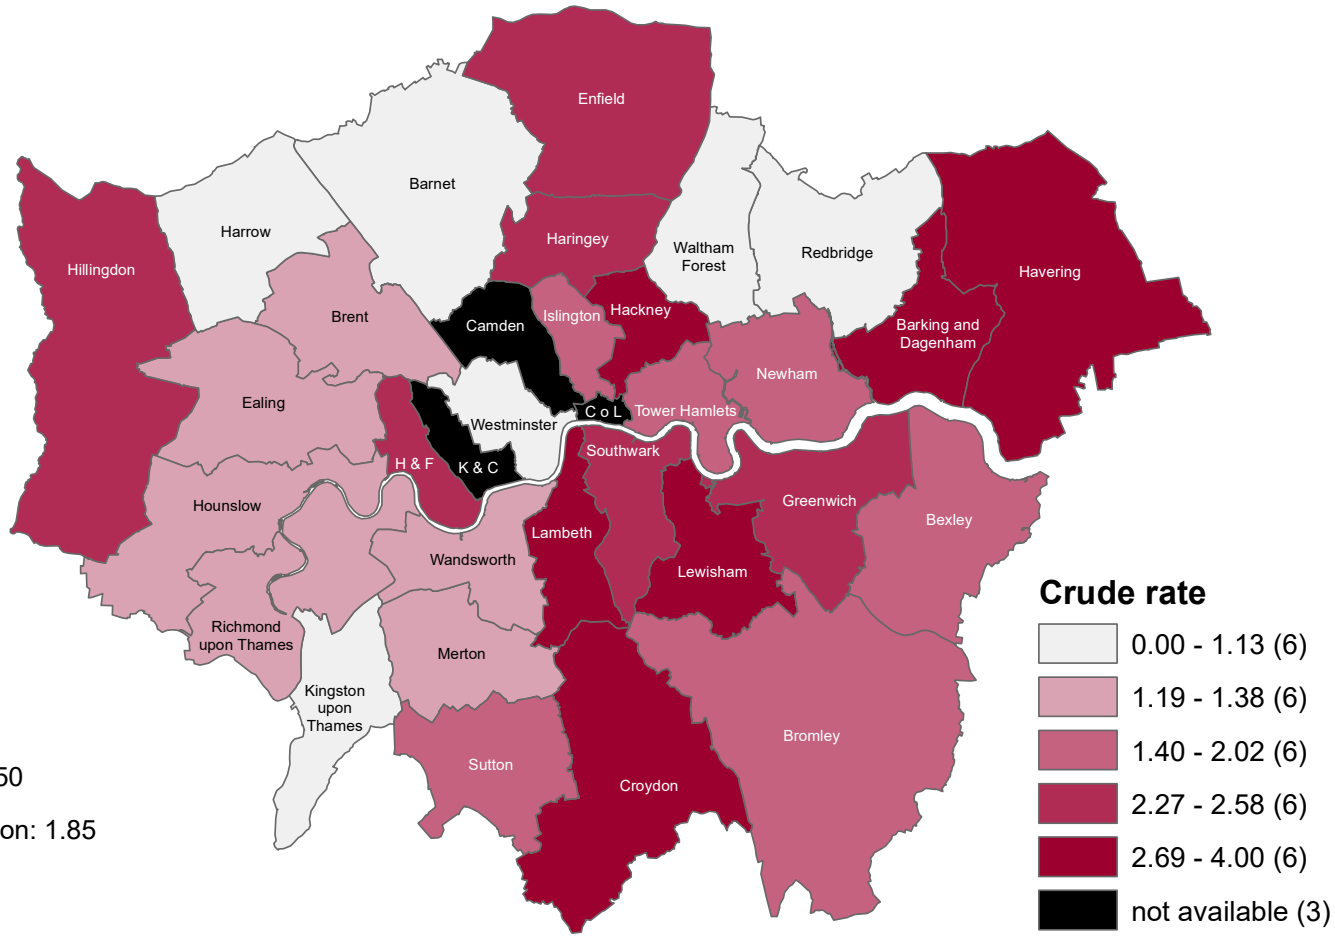 Enfield
Barnet
Harrow
Haringey
Waltham
Forest
Redbridge
Hillingdon
Havering
Brent
Camden
Islington
Hackney
Barking and
Dagenham
Newham
Ealing
Westminster
C o L
Tower Hamlets
H & F
K & C
Southwark
Hounslow
Greenwich
Bexley
Lambeth
Wandsworth
Lewisham
Richmond
upon Thames
Merton
Kingston
upon
Thames
Sutton
Croydon
Bromley
50
on: 1.85
Crude rate
0.00 - 1.13 (6)
1.19 - 1.38 (6)
1.40 - 2.02 (6)
2.27 - 2.58 (6)
2.69 - 4.00 (6)
not available (3)